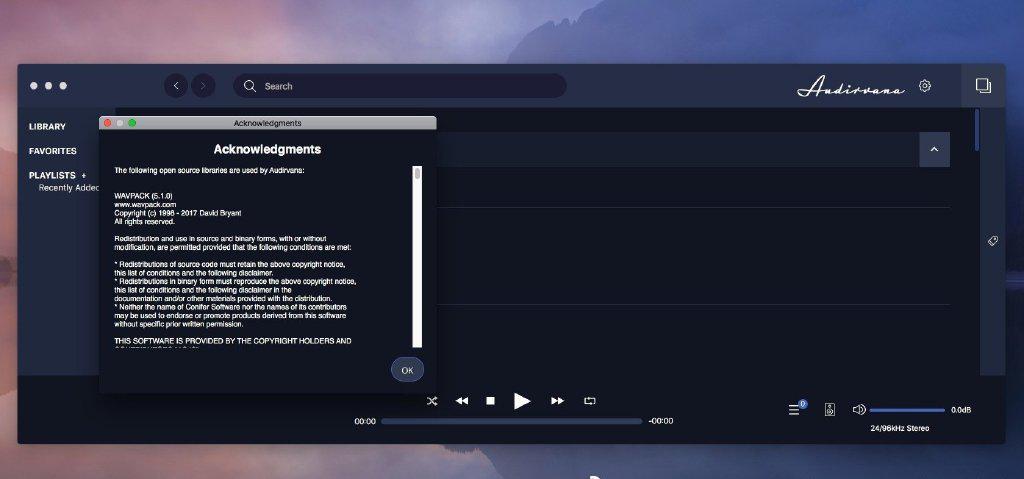 Search
Audirvana
LIBRARY
FAVORITES
PLAYLISTS +
Recently Added
Acknowledgments
Acknowledgments
The following open source libraries are used by Audirvana:
WAVPACK (5.1.0)
www.wavpack.com
Copyright (c) 1998 - 2017 David Bryant
All rights reserved.
Redistribution and use in source and binary forms, with or without
modification, are permitted provided that the following conditions are met:
* Redistributions of source code must retain the above copyright notice,
this list of conditions and the following disclaimer.
* Redistributions in binary form must reproduce the above copyright notice,
this list of conditions and the following disclaimer in the
documentation and/or other materials provided with the distribution.
* Neither the name of Conifer Software nor the names of its contributors
may be used to endorse or promote products derived from this software
without specific prior written permission.
THIS SOFTWARE IS PROVIDED BY THE COPYRIGHT HOLDERS AND
OK
00:00
-00:00
0
0.0dB
24/96kHz Stereo